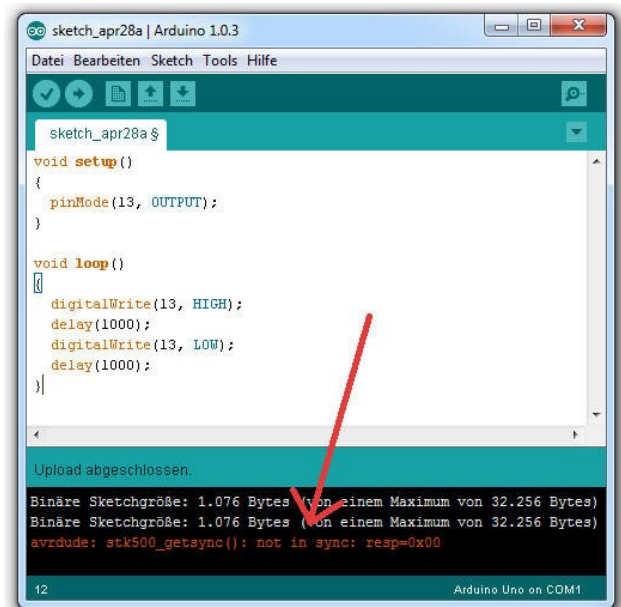 sketch_apr28a | Arduino 1.0.3
Datei Bearbeiten Sketch Tools Hilfe
sketch_apr28a §
void setup()
{
  pinMode(13, OUTPUT);
}
void loop()
{
  digitalWrite(13, HIGH);
  delay(1000);
  digitalWrite(13, LOW);
  delay(1000);
}
Upload abgeschlossen.
Binäre Sketchgröße: 1.076 Bytes (von einem Maximum von 32.256 Bytes)
Binäre Sketchgröße: 1.076 Bytes (von einem Maximum von 32.256 Bytes)
avrdude: stk500_getsync(): not in sync: resp=0x00
12
Arduino Uno on COM1